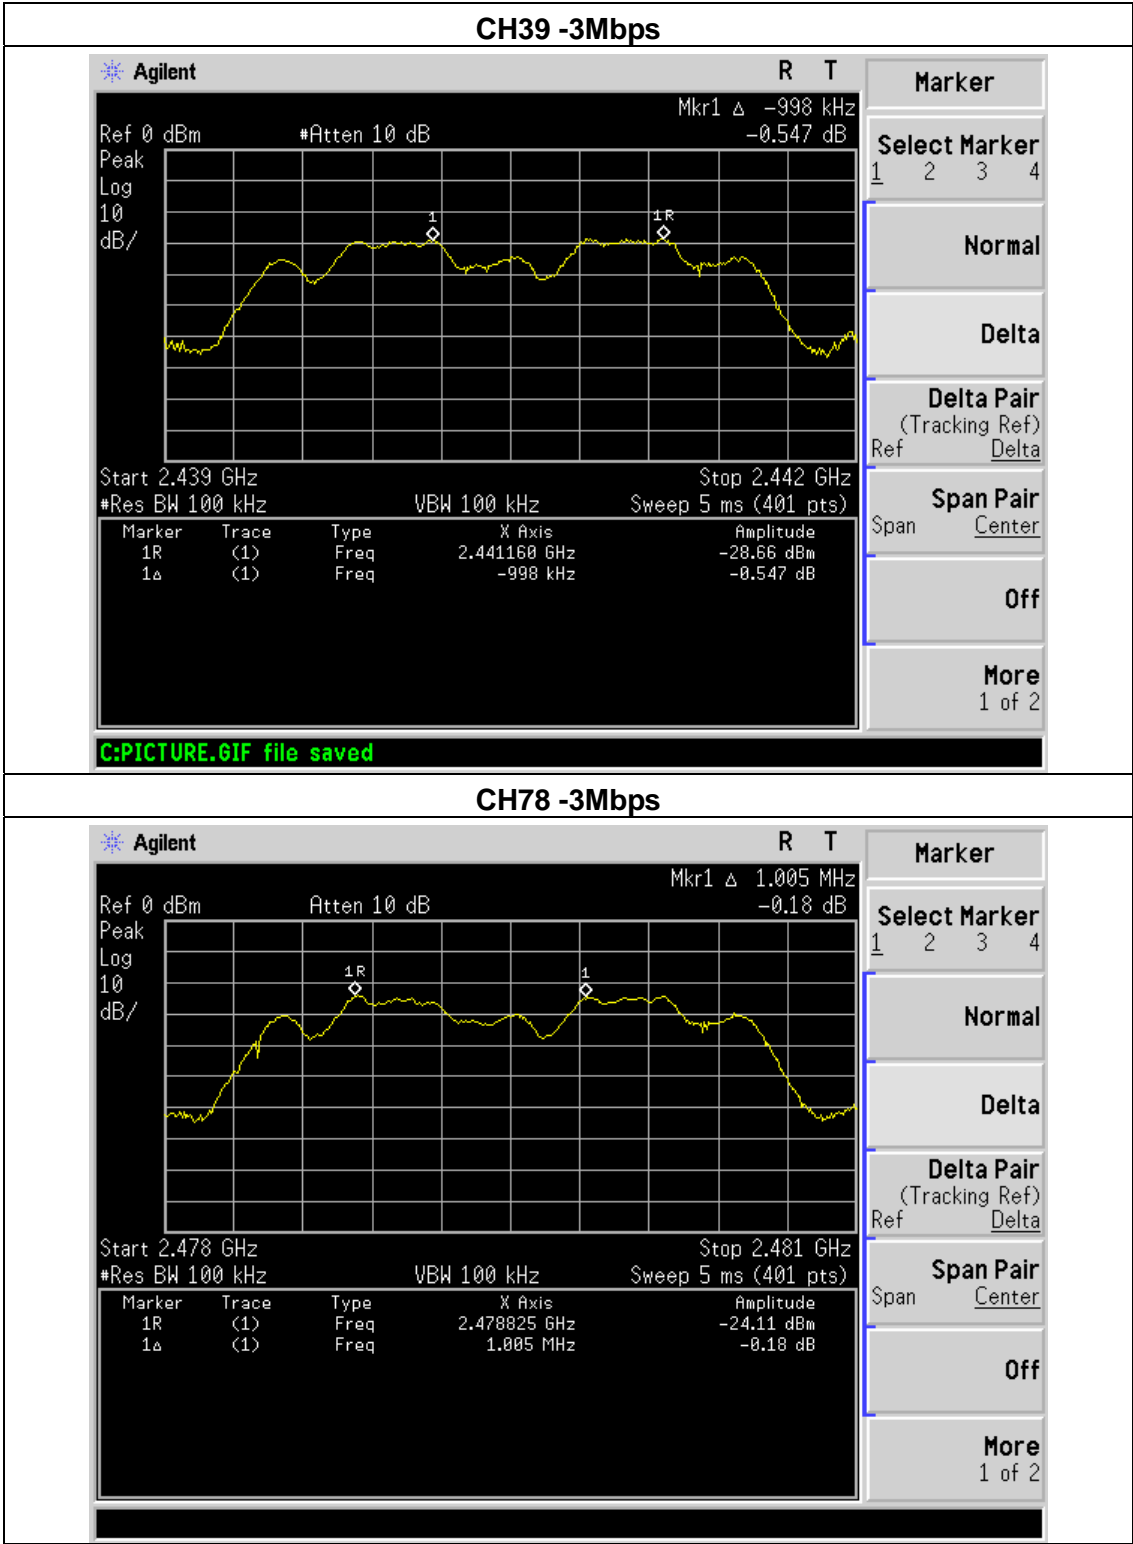 CH39 -3Mbps
Agilent R T
Mkr1 Δ -998 kHz
Ref 0 dBm #Atten 10 dB -0.547 dB
Peak
Log
10
dB/
1 1R
Start 2.439 GHz Stop 2.442 GHz
#Res BW 100 kHz VBW 100 kHz Sweep 5 ms (401 pts)
Marker Trace Type X Axis Amplitude
1R (1) Freq 2.441160 GHz -28.66 dBm
1Δ (1) Freq -998 kHz -0.547 dB
C:PICTURE.GIF file saved
Marker
Select Marker
1 2 3 4
Normal
Delta
Delta Pair
(Tracking Ref)
Ref Delta
Span Pair
Span Center
Off
More
1 of 2
CH78 -3Mbps
Agilent R T
Mkr1 Δ 1.005 MHz
Ref 0 dBm Atten 10 dB -0.18 dB
Peak
Log
10
dB/
1R 1
Start 2.478 GHz Stop 2.481 GHz
#Res BW 100 kHz VBW 100 kHz Sweep 5 ms (401 pts)
Marker Trace Type X Axis Amplitude
1R (1) Freq 2.478825 GHz -24.11 dBm
1Δ (1) Freq 1.005 MHz -0.18 dB
Marker
Select Marker
1 2 3 4
Normal
Delta
Delta Pair
(Tracking Ref)
Ref Delta
Span Pair
Span Center
Off
More
1 of 2